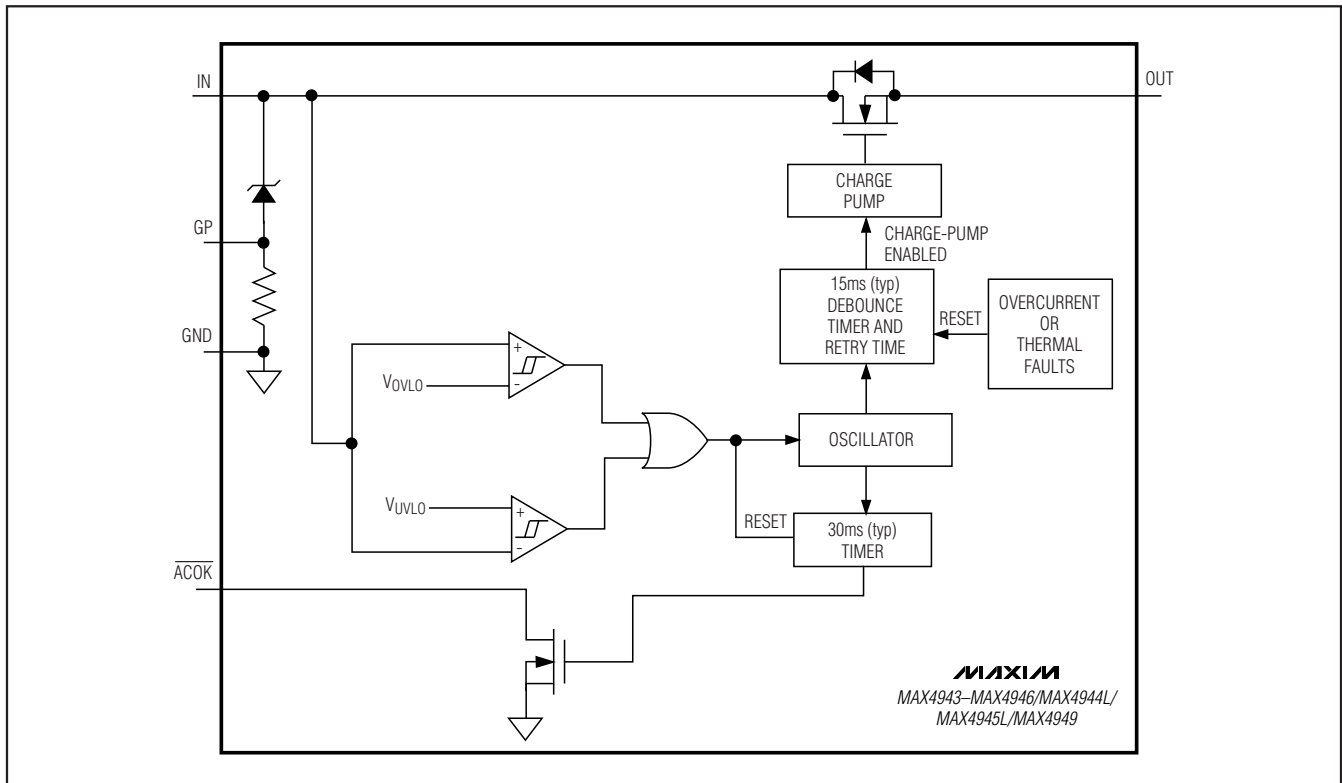 IN
OUT
GP
GND
ACOK
CHARGE
PUMP
CHARGE-PUMP
ENABLED
15ms (typ)
DEBOUNCE
TIMER AND
RETRY TIME
RESET
OVERCURRENT
OR
THERMAL
FAULTS
+
VOVLO
-
OSCILLATOR
VUVLO
+
-
RESET
30ms (typ)
TIMER
MAXIM
MAX4943–MAX4946/MAX4944L/
MAX4945L/MAX4949